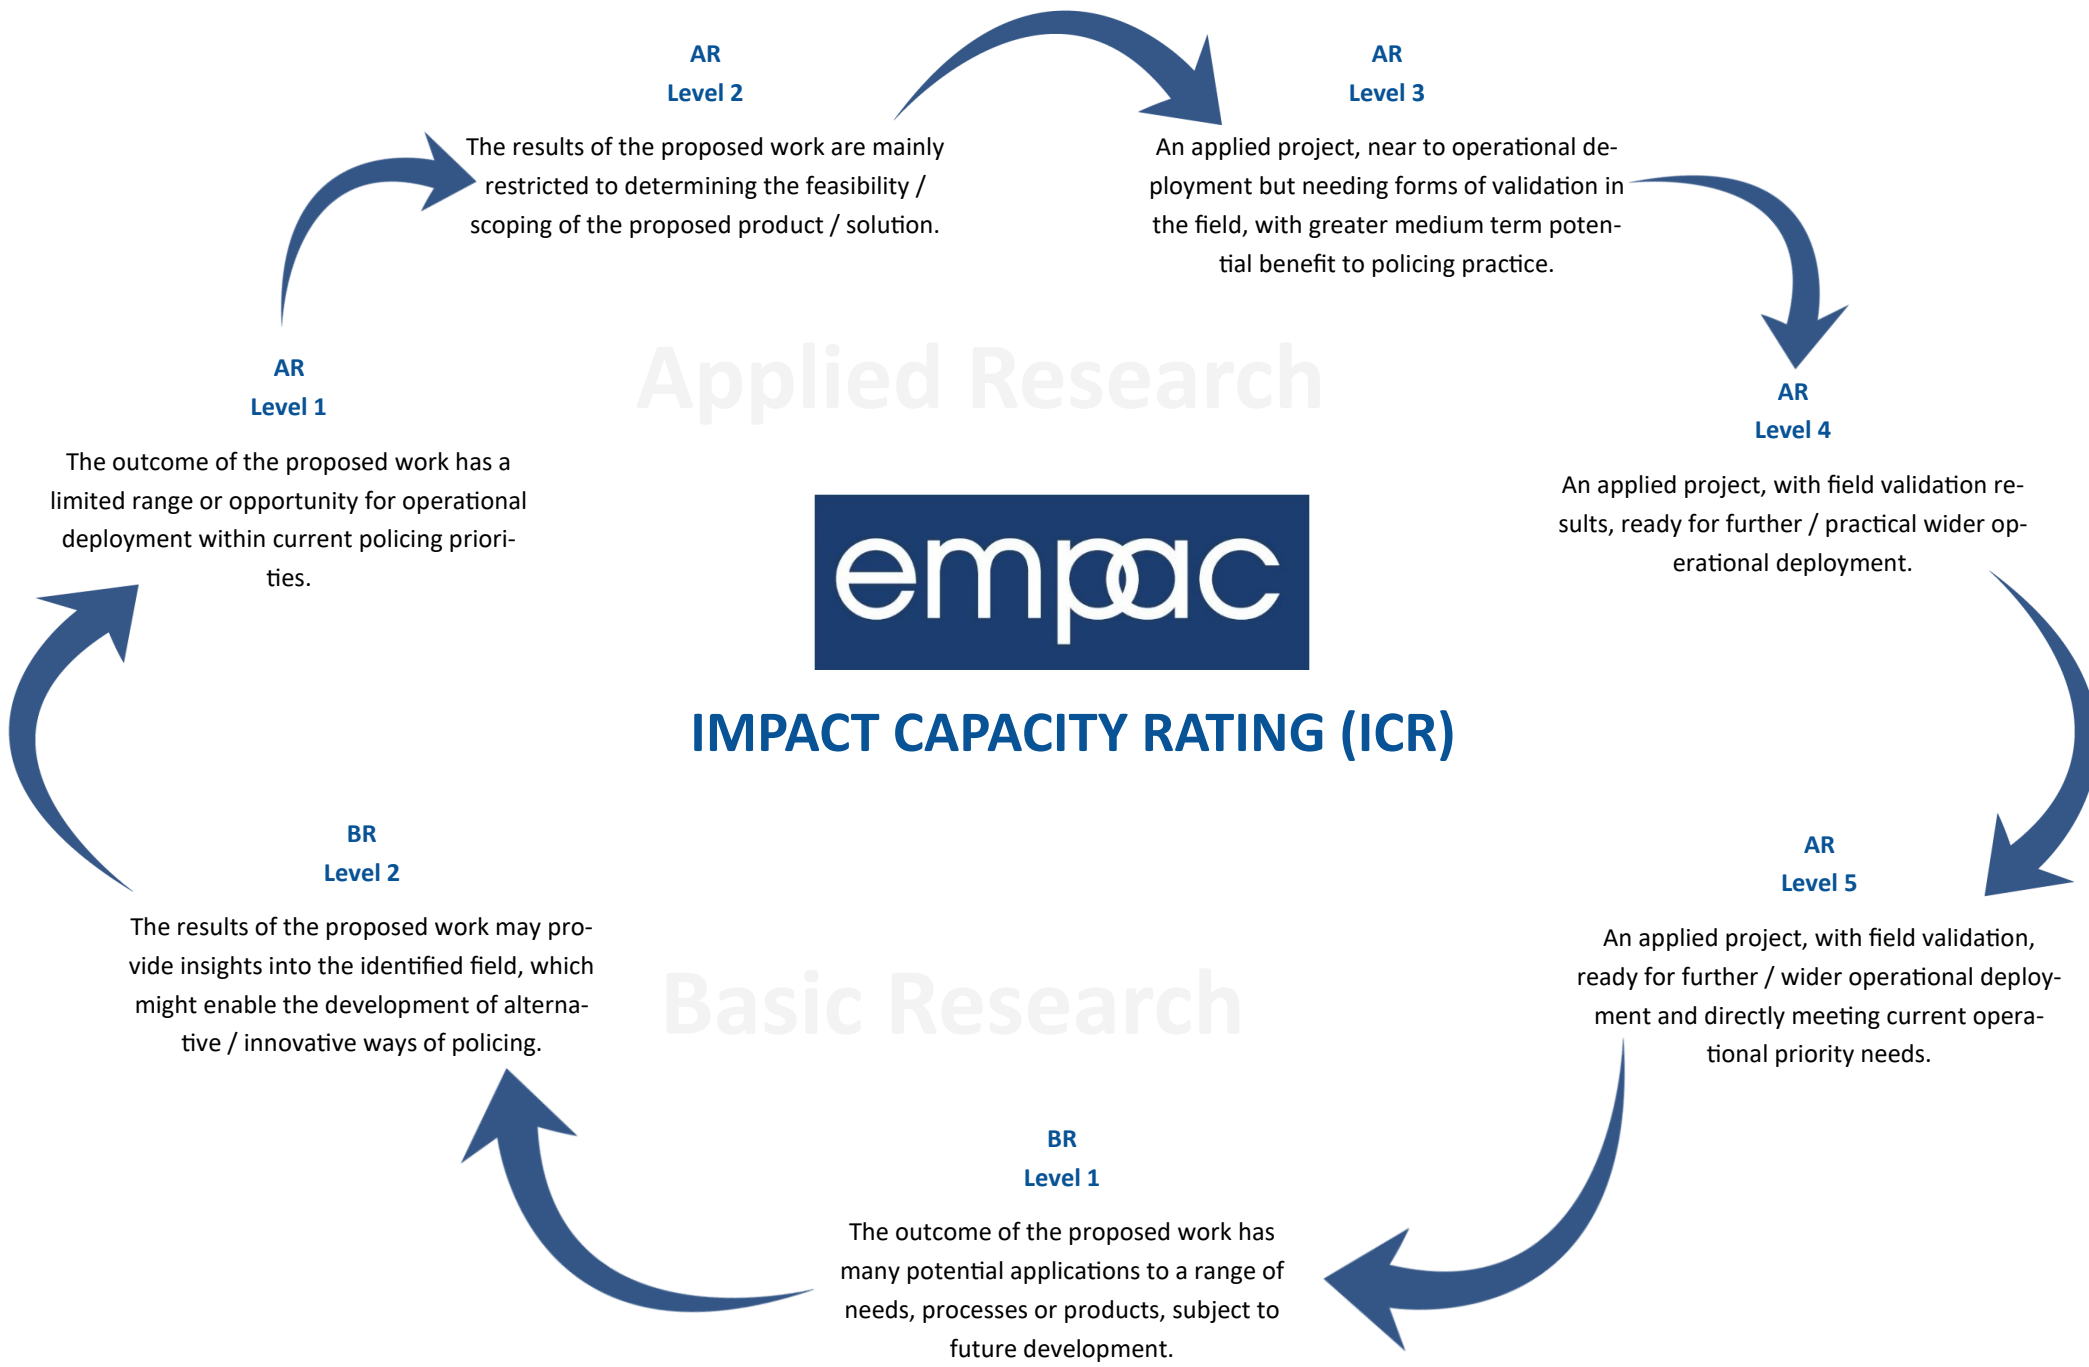 AR
Level 2
The results of the proposed work are mainly
restricted to determining the feasibility /
scoping of the proposed product / solution.
AR
Level 3
An applied project, near to operational de-
ployment but needing forms of validation in
the field, with greater medium term poten-
tial benefit to policing practice.
AR
Level 1
The outcome of the proposed work has a
limited range or opportunity for operational
deployment within current policing priori-
ties.
Applied Research
AR
Level 4
An applied project, with field validation re-
sults, ready for further / practical wider op-
erational deployment.
empac
IMPACT CAPACITY RATING (ICR)
BR
Level 2
The results of the proposed work may pro-
vide insights into the identified field, which
might enable the development of alterna-
tive / innovative ways of policing.
Basic Research
AR
Level 5
An applied project, with field validation,
ready for further / wider operational deploy-
ment and directly meeting current opera-
tional priority needs.
BR
Level 1
The outcome of the proposed work has
many potential applications to a range of
needs, processes or products, subject to
future development.